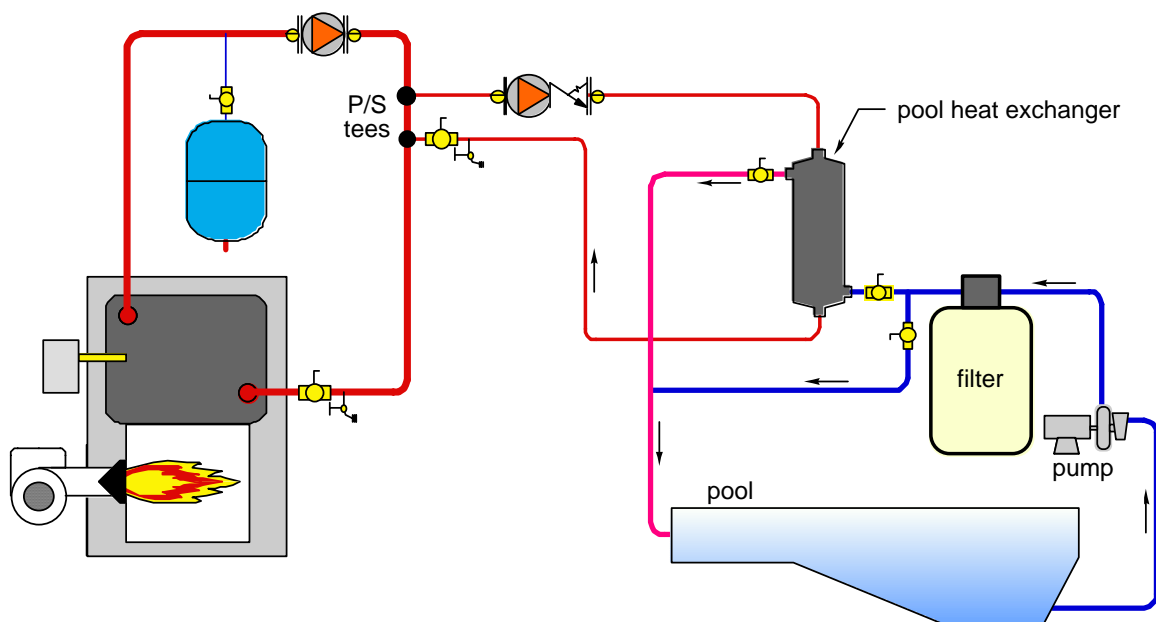 P/S
tees
pool heat exchanger
filter
pump
pool